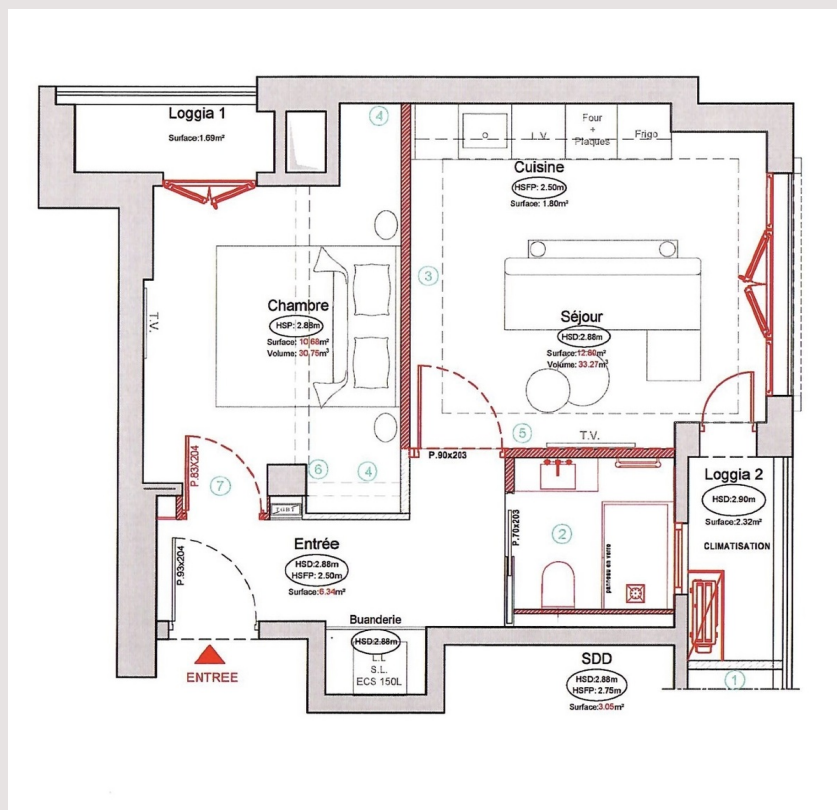 Loggia 1
Surface:1.69m²
4
L.V.
Four
+
Plaques
Frigo
Cuisine
HSFP: 2.50m
Surface: 1.80m²
3
Chambre
HSP: 2.88m
Surface: 10.68m²
Volume: 30.75m³
T.V.
Séjour
HSD:2.88m
Surface:12.60m²
Volume: 33.27m³
5
T.V.
P.90x203
6
4
P.83X204
7
TGBT
Loggia 2
HSD:2.90m
Surface:2.32m²
CLIMATISATION
P.70x203
2
panneau en verre
Entrée
HSD:2.88m
HSFP: 2.50m
Surface:6.34m²
P.93x204
Buanderie
HSD:2.88m
L.L
S.L.
ECS 150L
ENTREE
SDD
HSD:2.88m
HSFP: 2.75m
Surface:3.05m²
1